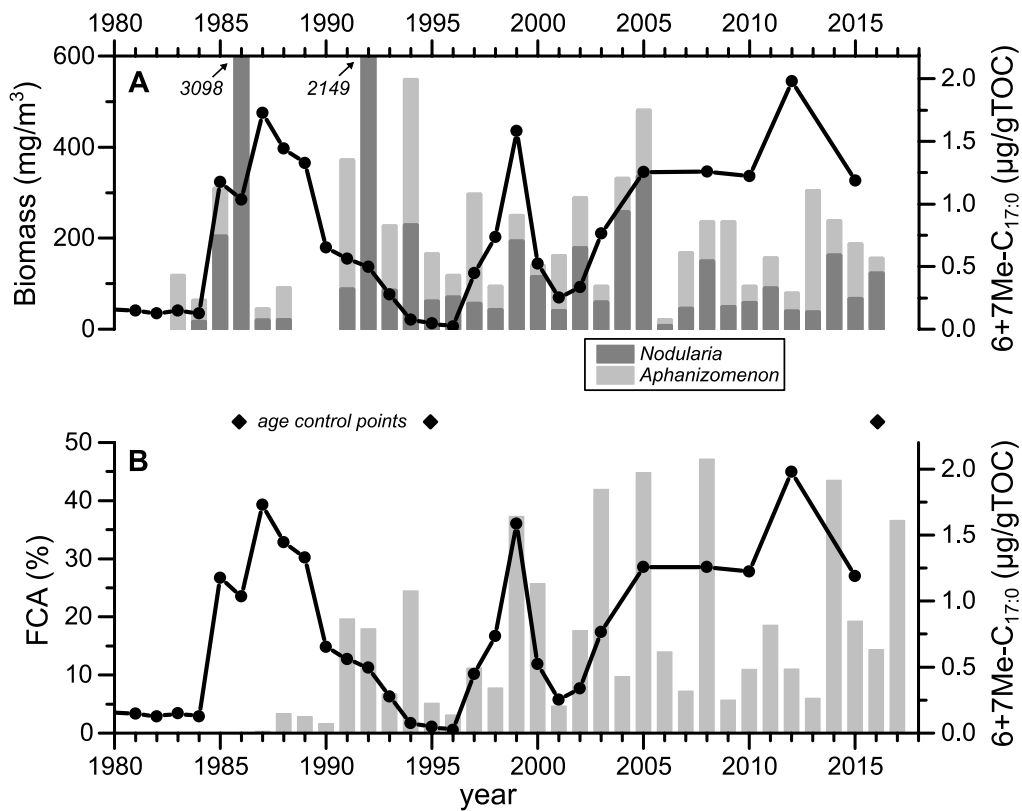 1980 1985 1990 1995 2000 2005 2010 2015
A
3098
2149
600
400
200
0
Biomass (mg/m³)
2.0
1.5
1.0
0.5
0.0
6+7Me-C₁₇:₀ (µg/gTOC)
Nodularia
Aphanizomenon
age control points
B
50
40
30
20
10
0
FCA (%)
2.0
1.5
1.0
0.5
0.0
6+7Me-C₁₇:₀ (µg/gTOC)
1980 1985 1990 1995 2000 2005 2010 2015
year